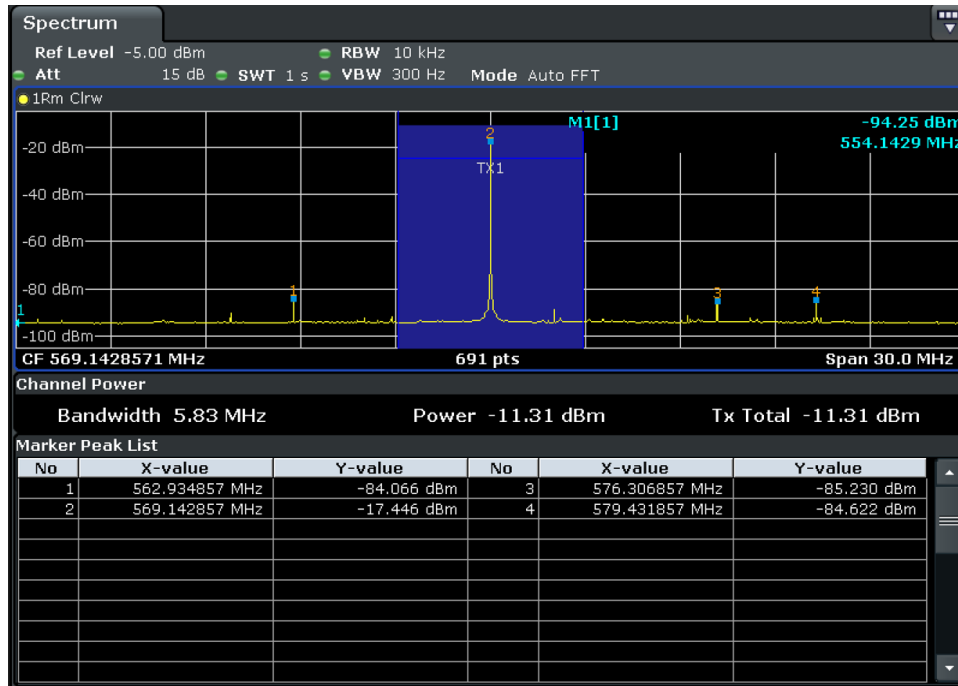 Spectrum
Ref Level -5.00 dBm RBW 10 kHz
Att 15 dB SWT 1 s VBW 300 Hz Mode Auto FFT
1Rm Clrw
M1[1] -94.25 dBm
554.1429 MHz
2
TX1
-20 dBm
-40 dBm
-60 dBm
-80 dBm
1
1
3
4
-100 dBm
CF 569.1428571 MHz 691 pts Span 30.0 MHz
Channel Power
Bandwidth 5.83 MHz Power -11.31 dBm Tx Total -11.31 dBm
Marker Peak List
No X-value Y-value No X-value Y-value
1 562.934857 MHz -84.066 dBm 3 576.306857 MHz -85.230 dBm
2 569.142857 MHz -17.446 dBm 4 579.431857 MHz -84.622 dBm